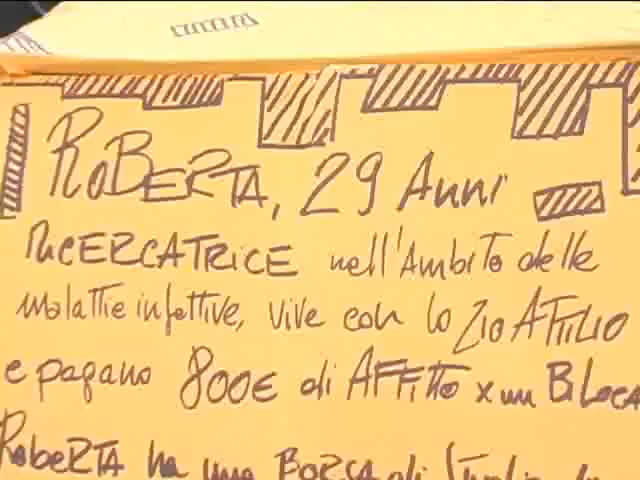 ROBERTA, 29 Anni
RICERCATRICE nell'Ambito delle
malattie infettive, vive con lo Zio ATTILIO
e pagano 800€ di AFFITTO x un BiLoca
RobeRTA ha una BORSA di